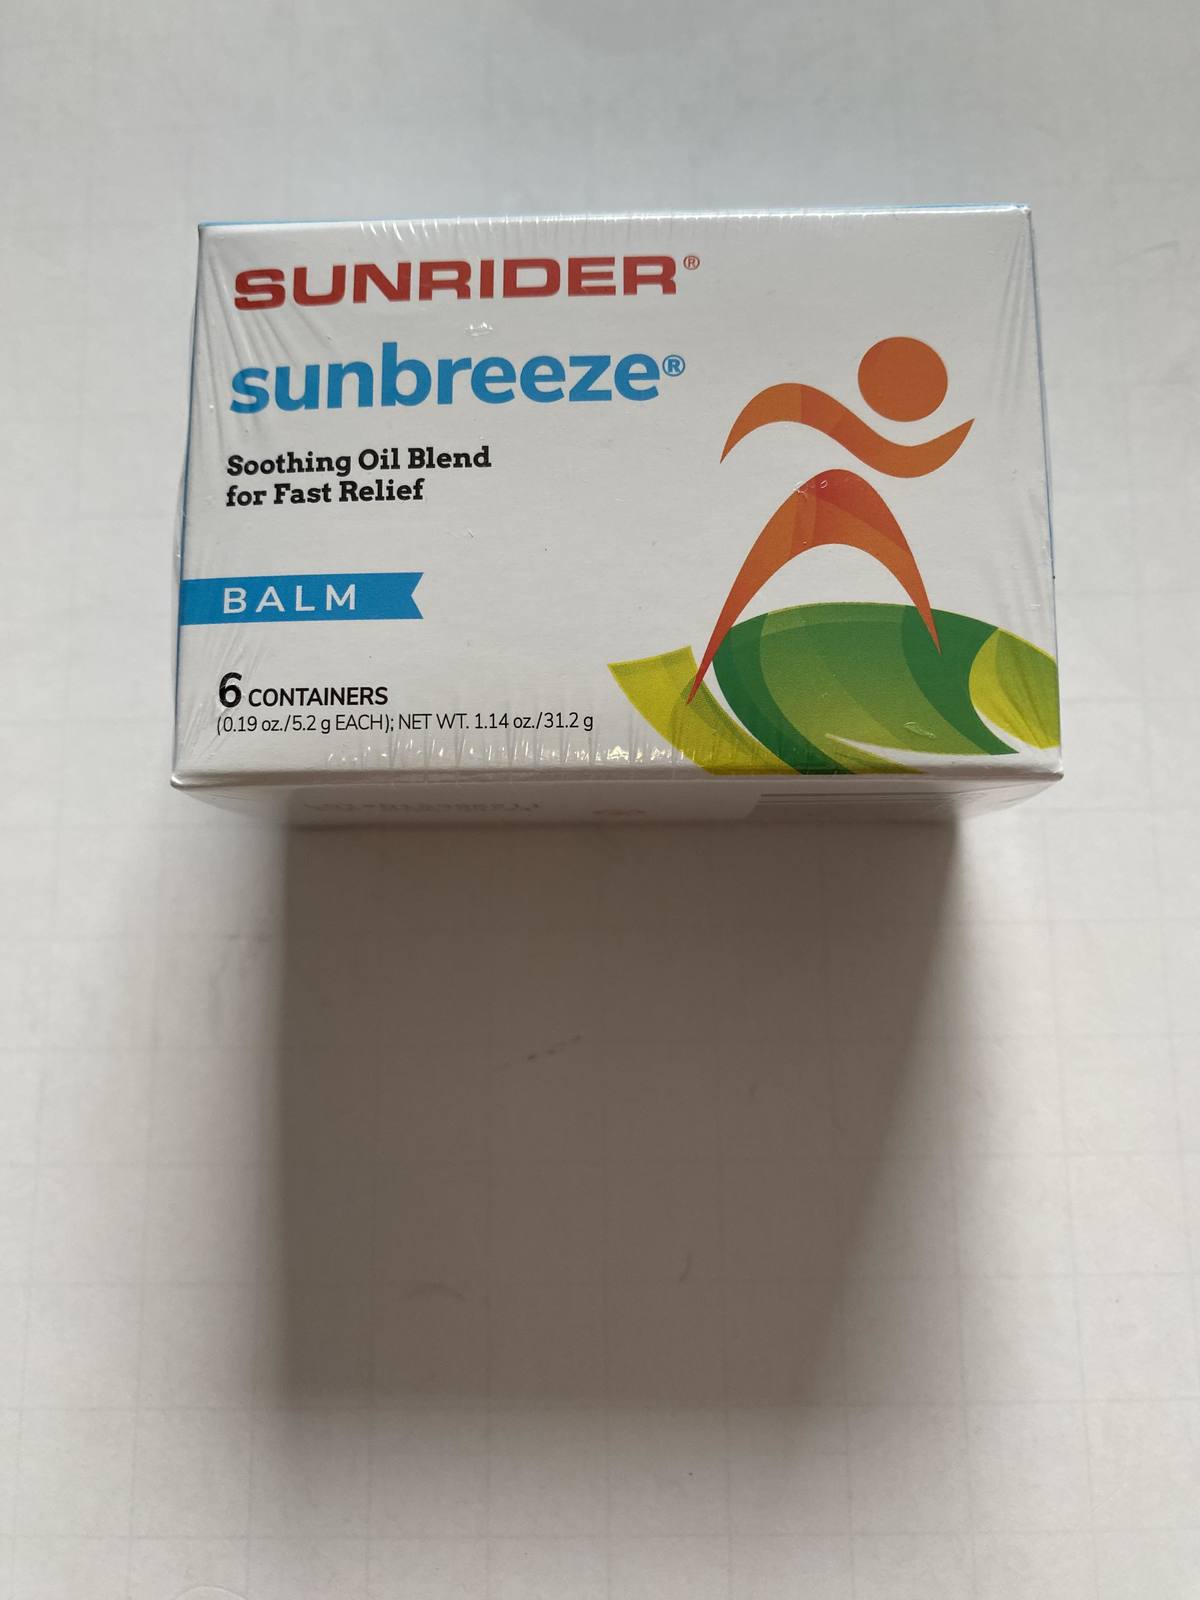 SUNRIDER®
sunbreeze®
Soothing Oil Blend
for Fast Relief
BALM
6 CONTAINERS
(0.19 oz./5.2 g EACH); NET WT. 1.14 oz./31.2 g